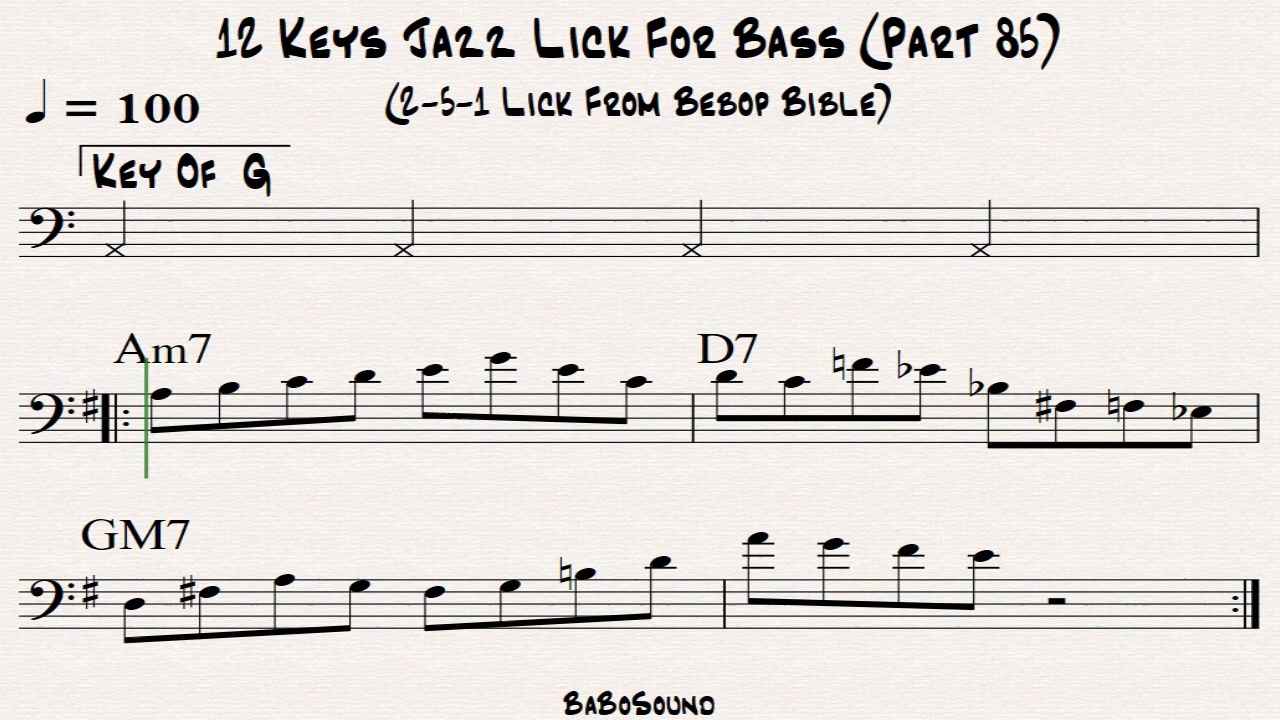 12 Keys Jazz Lick For Bass (Part 85)
(2-5-1 Lick From Bebop Bible)
♩ = 100
Key Of G
Am7 D7
GM7
BaBoSound